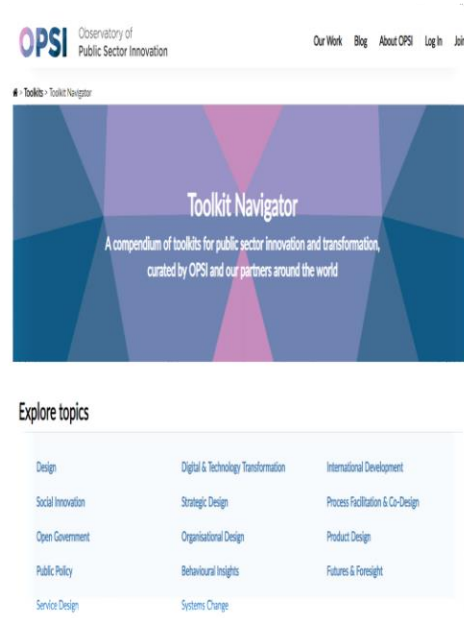 OPSI
Observatory of
Public Sector Innovation
Our Work Blog About OPSI Log In Join
> Toolkits > Toolkit Navigator
Toolkit Navigator
A compendium of toolkits for public sector innovation and transformation,
curated by OPSI and our partners around the world
Explore topics
Design Digital & Technology Transformation International Development
Social Innovation Strategic Design Process Facilitation & Co-Design
Open Government Organisational Design Product Design
Public Policy Behavioural Insights Futures & Foresight
Service Design Systems Change